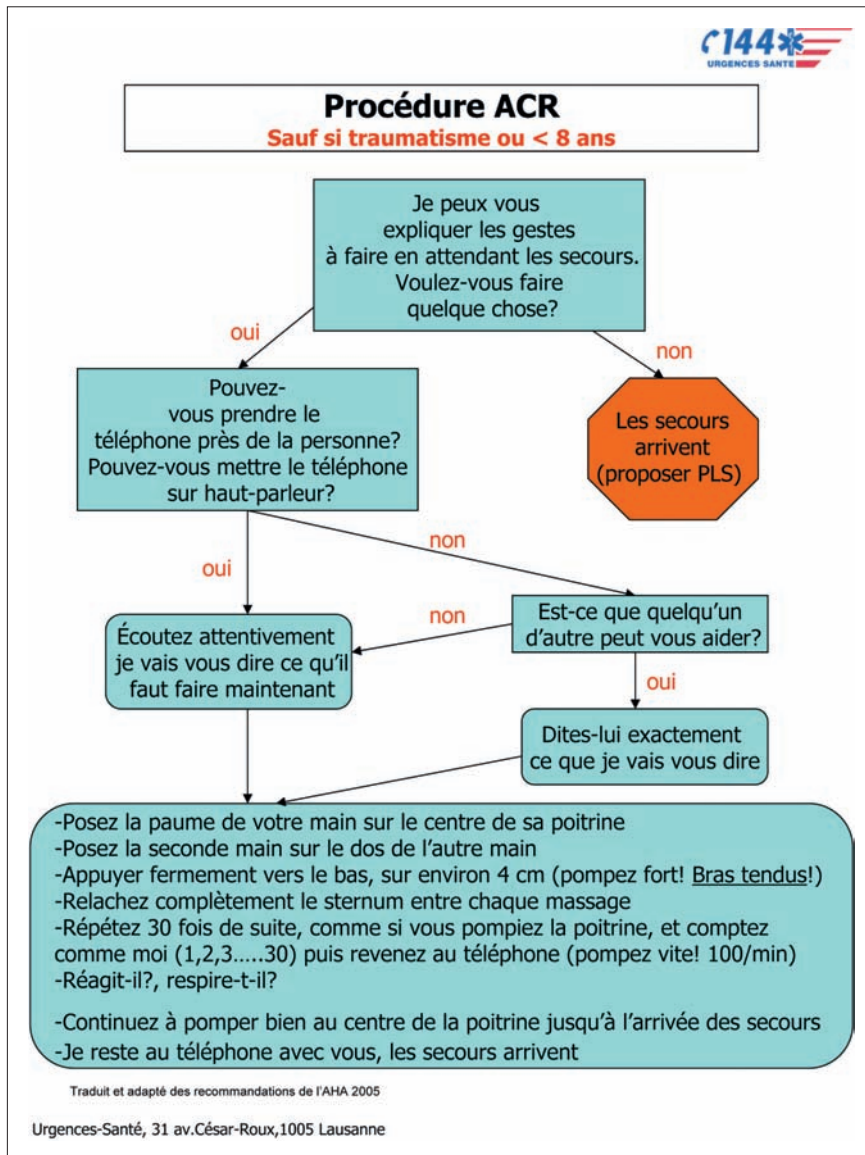 144
URGENCES SANTE
Procédure ACR
Sauf si traumatisme ou < 8 ans
Je peux vous
expliquer les gestes
à faire en attendant les secours.
Voulez-vous faire
quelque chose?
oui
non
Pouvez-
vous prendre le
téléphone près de la personne?
Pouvez-vous mettre le téléphone
sur haut-parleur?
Les secours
arrivent
(proposer PLS)
oui
non
Écoutez attentivement
je vais vous dire ce qu'il
faut faire maintenant
non
Est-ce que quelqu'un
d'autre peut vous aider?
oui
Dites-lui exactement
ce que je vais vous dire
-Posez la paume de votre main sur le centre de sa poitrine
-Posez la seconde main sur le dos de l'autre main
-Appuyer fermement vers le bas, sur environ 4 cm (pompez fort! Bras tendus!)
-Relachez complètement le sternum entre chaque massage
-Répétez 30 fois de suite, comme si vous pompiez la poitrine, et comptez
comme moi (1,2,3.....30) puis revenez au téléphone (pompez vite! 100/min)
-Réagit-il?, respire-t-il?
-Continuez à pomper bien au centre de la poitrine jusqu'à l'arrivée des secours
-Je reste au téléphone avec vous, les secours arrivent
Traduit et adapté des recommandations de l'AHA 2005
Urgences-Santé, 31 av.César-Roux,1005 Lausanne